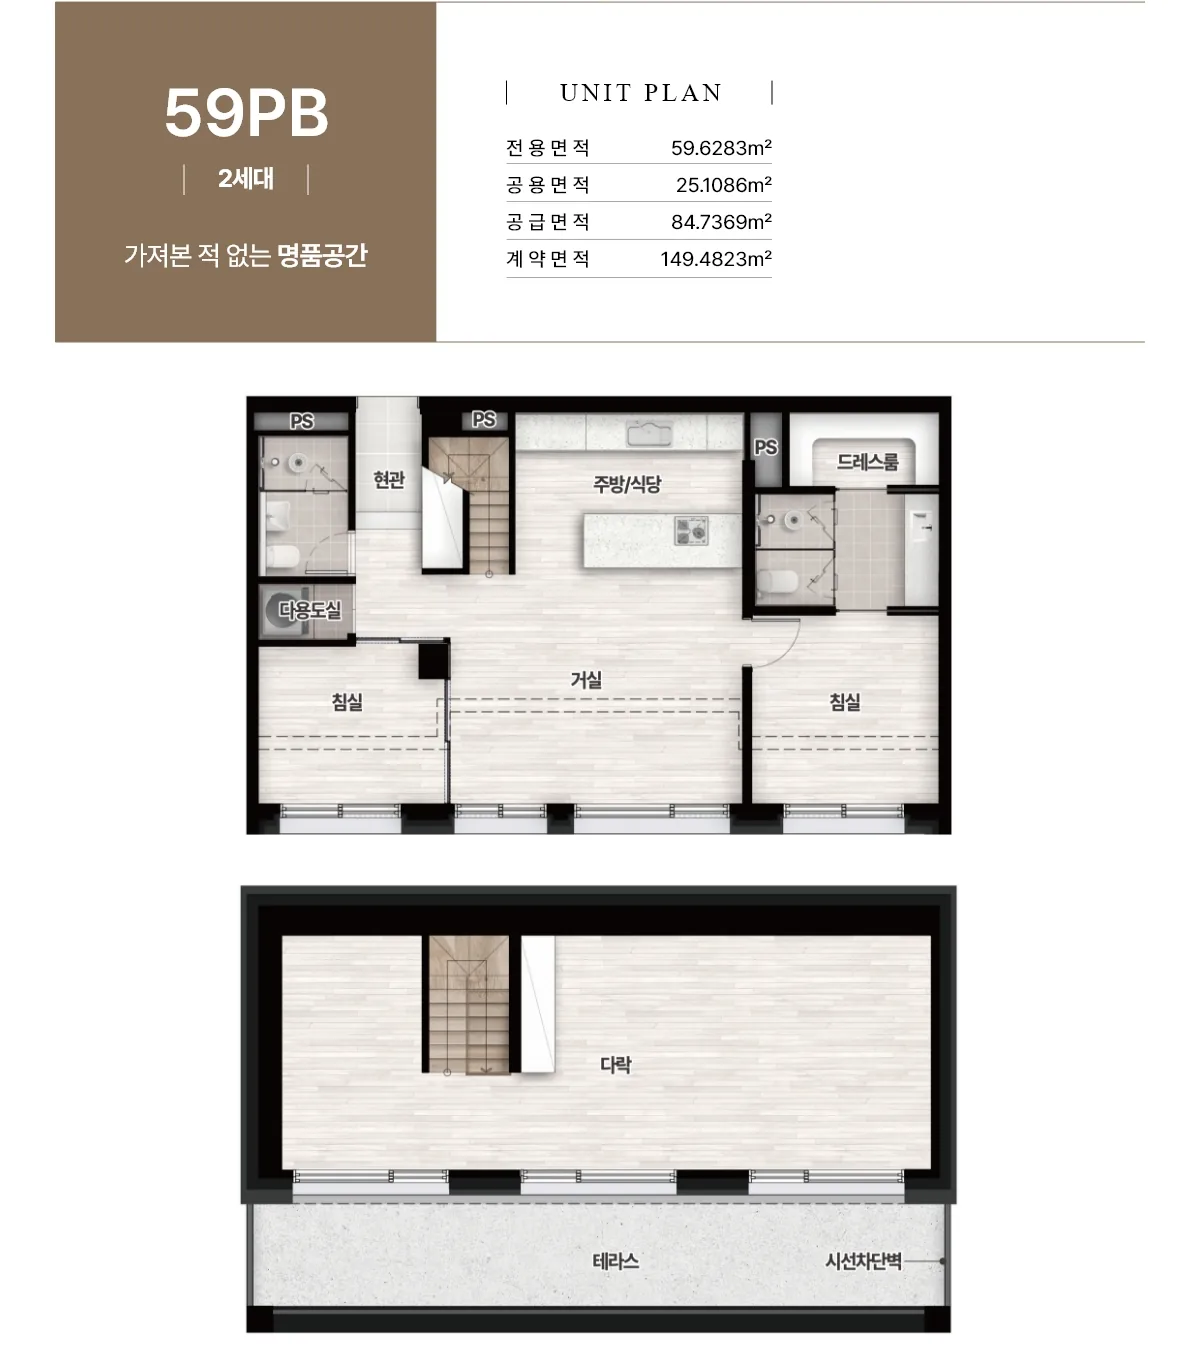 59PB
2세대
가져본 적 없는 명품공간
UNIT PLAN
전용면적 59.6283m²
공용면적 25.1086m²
공급면적 84.7369m²
계약면적 149.4823m²
PS
PS
PS
드레스룸
현관
주방/식당
다용도실
거실
침실
침실
다락
테라스
시선차단벽